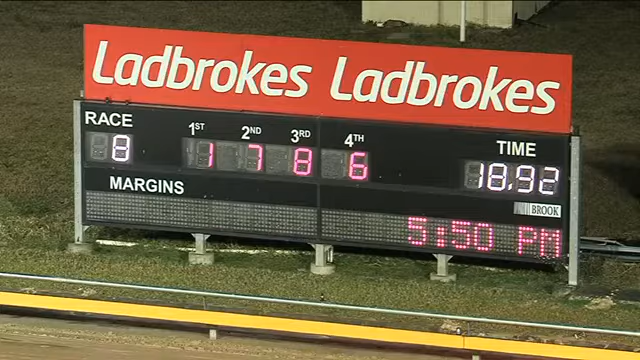 Ladbrokes Ladbrokes
RACE 1ST 2ND 3RD 4TH TIME
8 1 7 8 6 18.92
MARGINS BROOK
5:50 PM